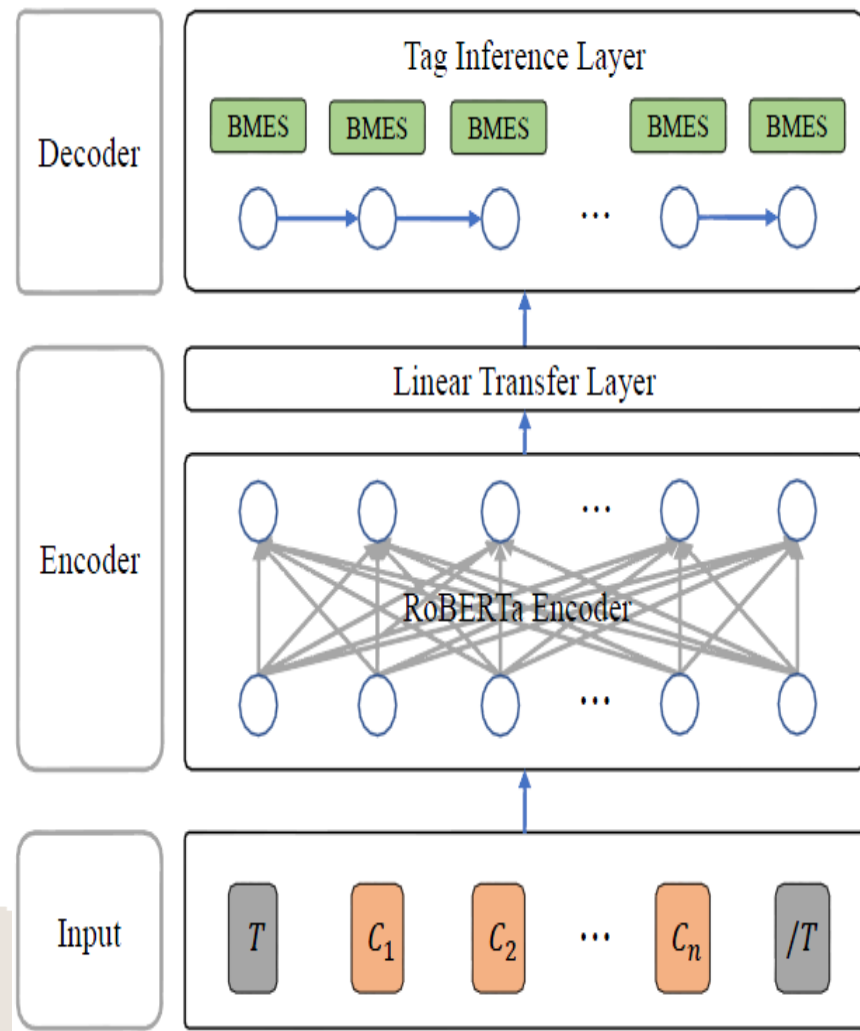 Decoder
Tag Inference Layer
BMES BMES BMES BMES BMES
...
Linear Transfer Layer
Encoder
...
RoBERTa Encoder
...
Input
T C₁ C₂ ... Cₙ /T